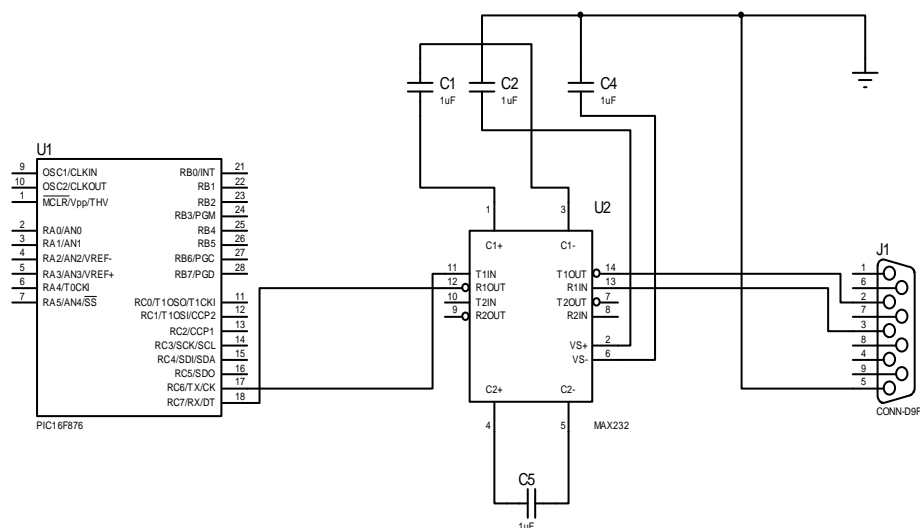 C1
1uF
C2
1uF
C4
1uF
U1
9 OSC1/CLKIN RB0/INT 21
10 OSC2/CLKOUT RB1 22
1 MCLR/Vpp/THV RB2 23
RB3/PGM 24
2 RA0/AN0 RB4 25
3 RA1/AN1 RB5 26
4 RA2/AN2/VREF- RB6/PGC 27
5 RA3/AN3/VREF+ RB7/PGD 28
6 RA4/T0CKI
7 RA5/AN4/SS RC0/T1OSO/T1CKI 11
RC1/T1OSI/CCP2 12
RC2/CCP1 13
RC3/SCK/SCL 14
RC4/SDI/SDA 15
RC5/SDO 16
RC6/TX/CK 17
RC7/RX/DT 18
PIC16F876
U2
1 3
C1+ C1-
11 T1IN T1OUT 14
12 R1OUT R1IN 13
10 T2IN T2OUT 7
9 R2OUT R2IN 8
VS+ 2
VS- 6
C2+ C2-
4 5
MAX232
C5
1uF
J1
1
6
2
7
3
8
4
9
5
CONN-D9F